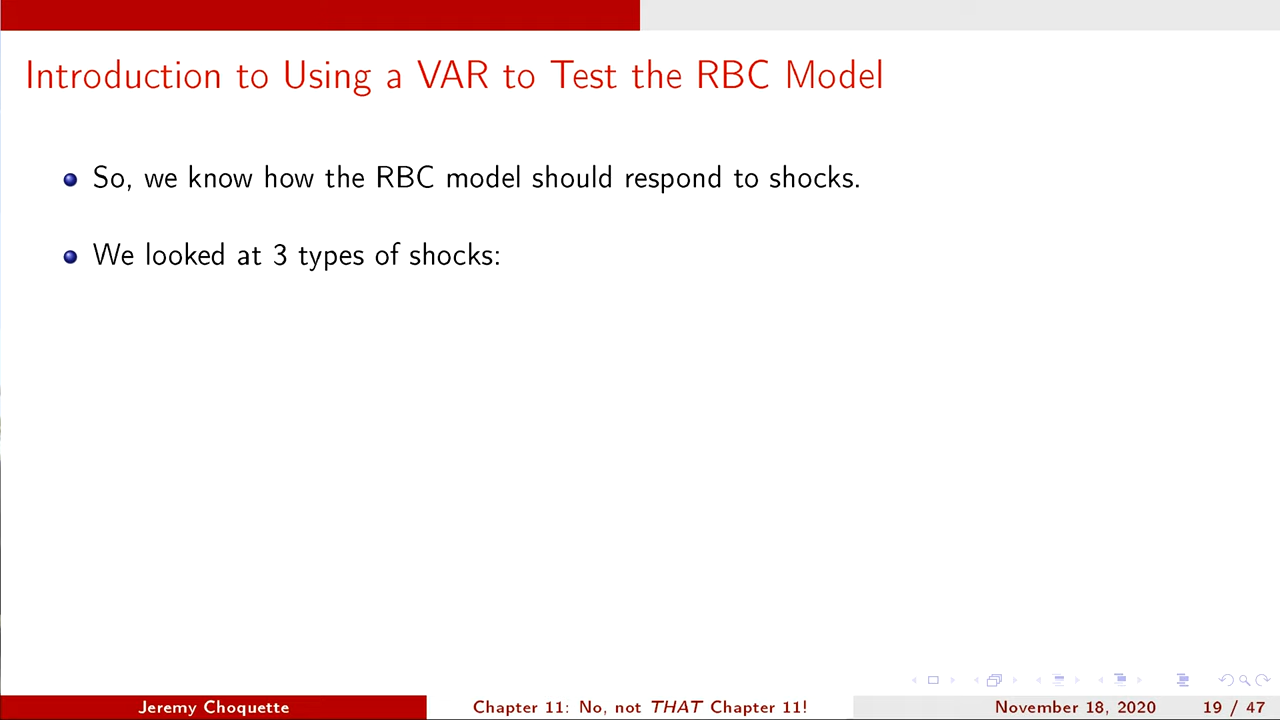 Introduction to Using a VAR to Test the RBC Model
So, we know how the RBC model should respond to shocks.
We looked at 3 types of shocks:
Jeremy Choquette
Chapter 11: No, not THAT Chapter 11!
November 18, 2020
19 / 47